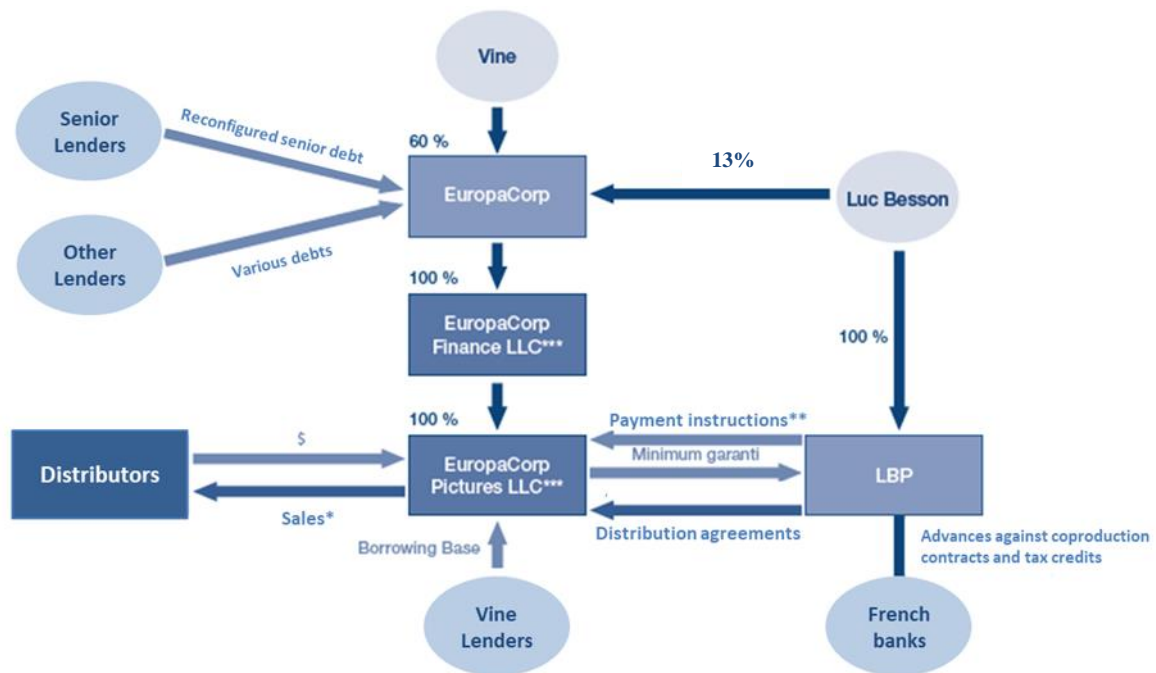 Vine
Senior
Lenders
Reconfigured senior debt
60 %
EuropaCorp
13%
Luc Besson
Other
Lenders
Various debts
100 %
EuropaCorp
Finance LLC***
100 %
100 %
Distributors
$
Sales*
EuropaCorp
Pictures LLC***
Payment instructions**
Minimum garanti
Distribution agreements
LBP
Borrowing Base
Advances against coproduction
contracts and tax credits
Vine
Lenders
French
banks